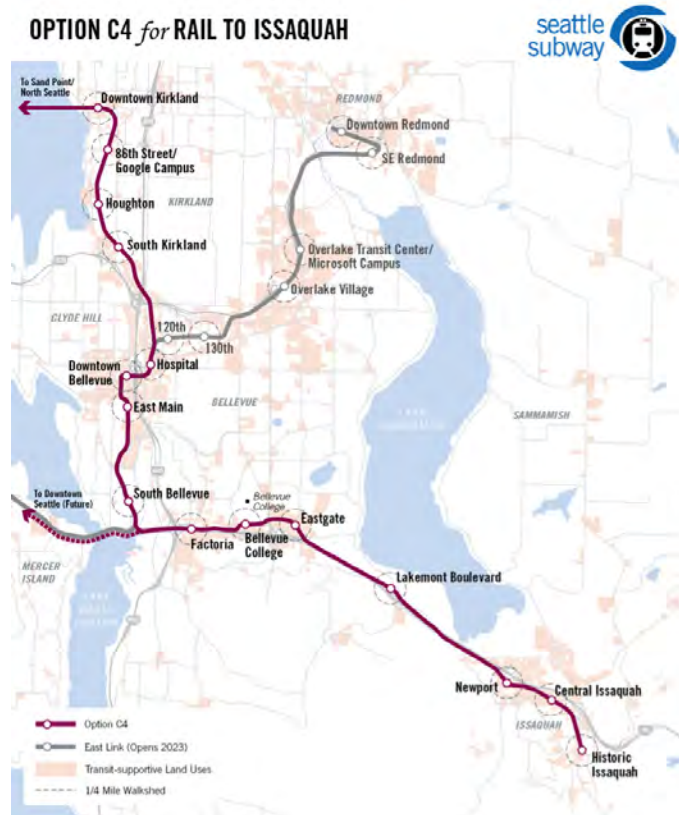 OPTION C4 for RAIL TO ISSAQUAH
seattle
subway
To Sand Point/
North Seattle
Downtown Kirkland
REDMOND
Downtown Redmond
SE Redmond
86th Street/
Google Campus
Houghton
KIRKLAND
South Kirkland
Overlake Transit Center/
Microsoft Campus
Overlake Village
CLYDE HILL
120th
130th
Downtown
Bellevue
Hospital
BELLEVUE
East Main
SAMMAMISH
To Downtown
Seattle (Future)
South Bellevue
Bellevue
College
Eastgate
Factoria
Bellevue
College
MERCER
ISLAND
Lakemont Boulevard
Newport
Central Issaquah
ISSAQUAH
Historic
Issaquah
Option C4
East Link (Opens 2023)
Transit-supportive Land Uses
1/4 Mile Walkshed